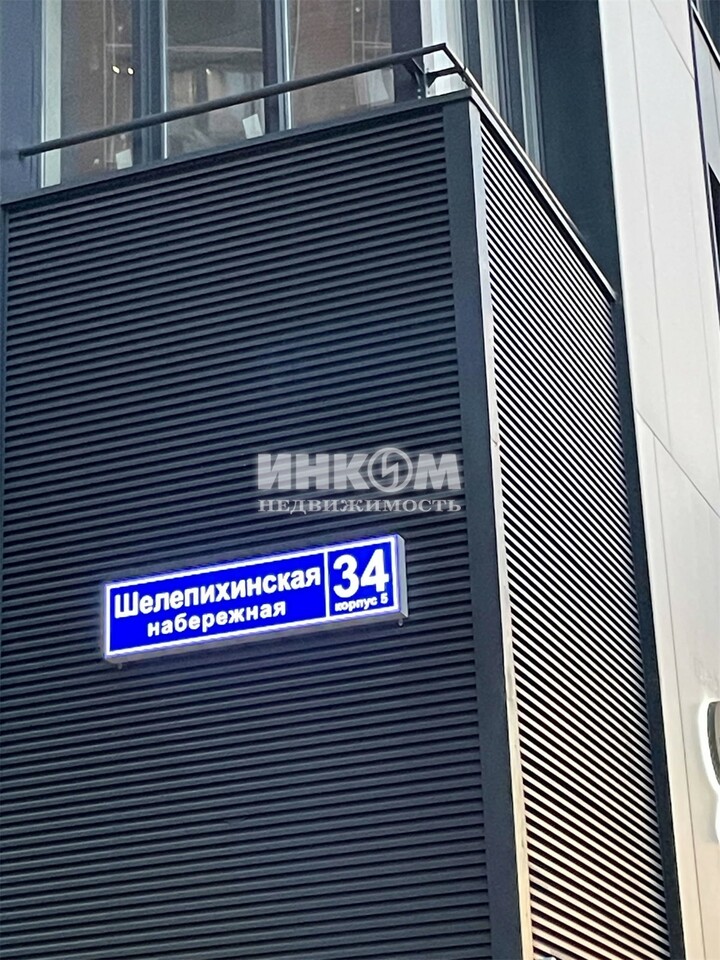 ИНКОМ
НЕДВИЖИМОСТЬ
Шелепихинская
набережная
34
корпус 5